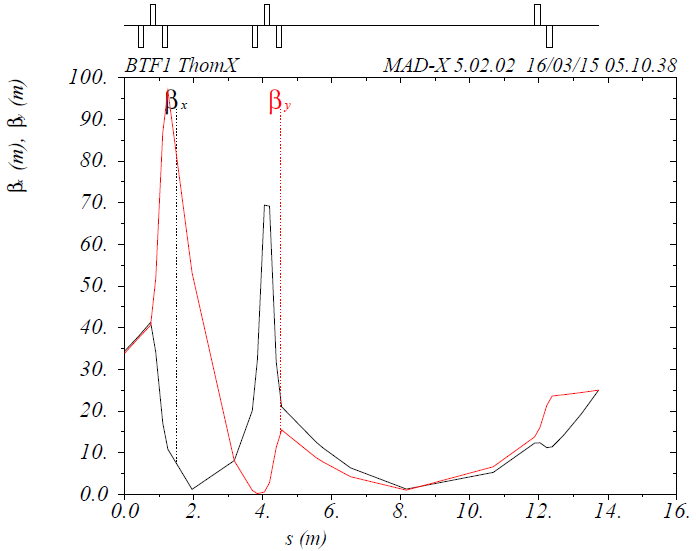 BTF1 ThomX MAD-X 5.02.02 16/03/15 05.10.38
βx (m), βy (m)
100.
90.
80.
70.
60.
50.
40.
30.
20.
10.
0.0
βx βy
0.0 2. 4. 6. 8. 10. 12. 14. 16.
s (m)